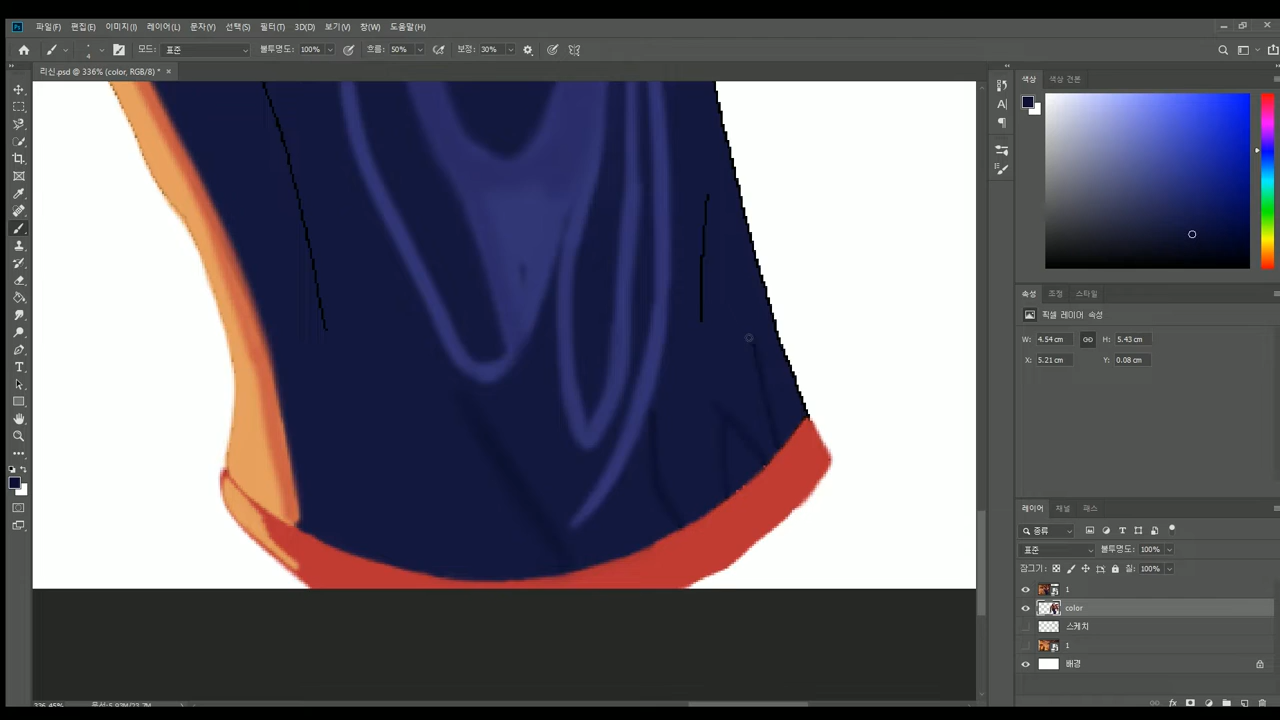 Ps 파일(F) 편집(E) 이미지(I) 레이어(L) 문자(Y) 선택(S) 필터(T) 3D(D) 보기(V) 창(W) 도움말(H)
4 모드: 표준 불투명도: 100% 흐름: 50% 보정: 30%
리신.psd @ 336% (color, RGB/8) * ×
색상 색상 견본
속성 조정 스타일
픽셀 레이어 속성
W: 4.54 cm H: 5.43 cm
X: 5.21 cm Y: 0.08 cm
레이어 채널 패스
종류
표준 불투명도: 100%
잠그기: 칠: 100%
1
color
스케치
1
배경
336.45%